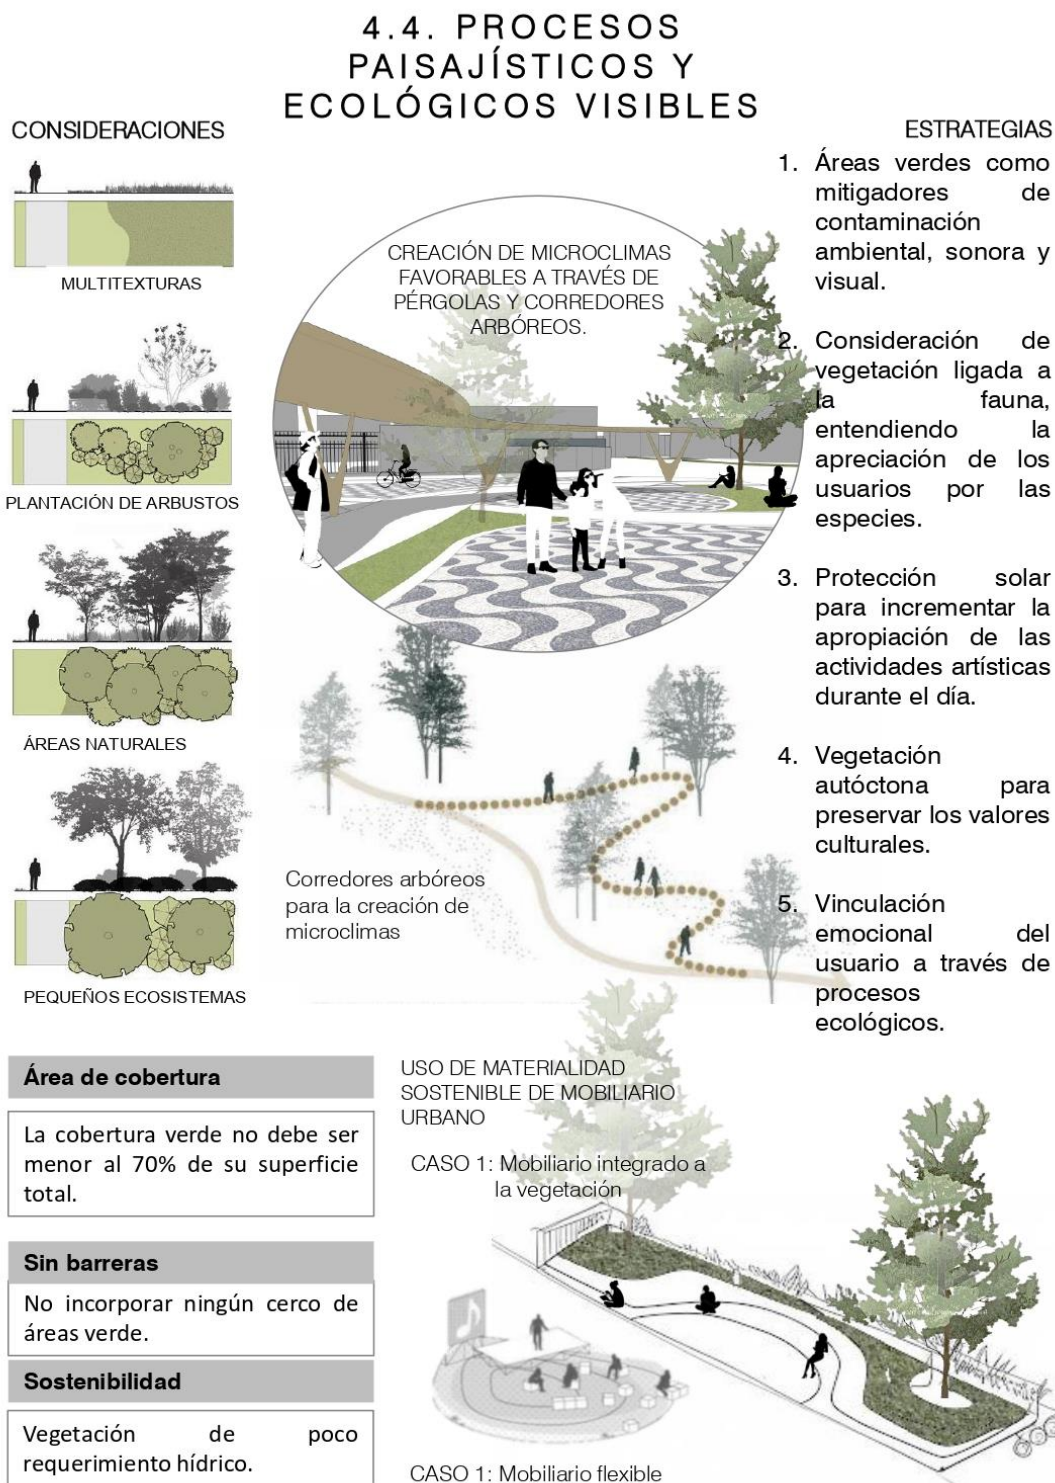 4.4. PROCESOS
PAISAJÍSTICOS Y
ECOLÓGICOS VISIBLES
CONSIDERACIONES
MULTITEXTURAS
PLANTACIÓN DE ARBUSTOS
ÁREAS NATURALES
PEQUEÑOS ECOSISTEMAS
CREACIÓN DE MICROCLIMAS
FAVORABLES A TRAVÉS DE
PÉRGOLAS Y CORREDORES
ARBÓREOS.
Corredores arbóreos
para la creación de
microclimas
ESTRATEGIAS
1. Áreas verdes como
mitigadores de
contaminación
ambiental, sonora y
visual.
2. Consideración de
vegetación ligada a
la fauna,
entendiendo la
apreciación de los
usuarios por las
especies.
3. Protección solar
para incrementar la
apropiación de las
actividades artísticas
durante el día.
4. Vegetación
autóctona para
preservar los valores
culturales.
5. Vinculación
emocional del
usuario a través de
procesos
ecológicos.
Área de cobertura
La cobertura verde no debe ser
menor al 70% de su superficie
total.
Sin barreras
No incorporar ningún cerco de
áreas verde.
Sostenibilidad
Vegetación de poco
requerimiento hídrico.
USO DE MATERIALIDAD
SOSTENIBLE DE MOBILIARIO
URBANO
CASO 1: Mobiliario integrado a
la vegetación
CASO 1: Mobiliario flexible